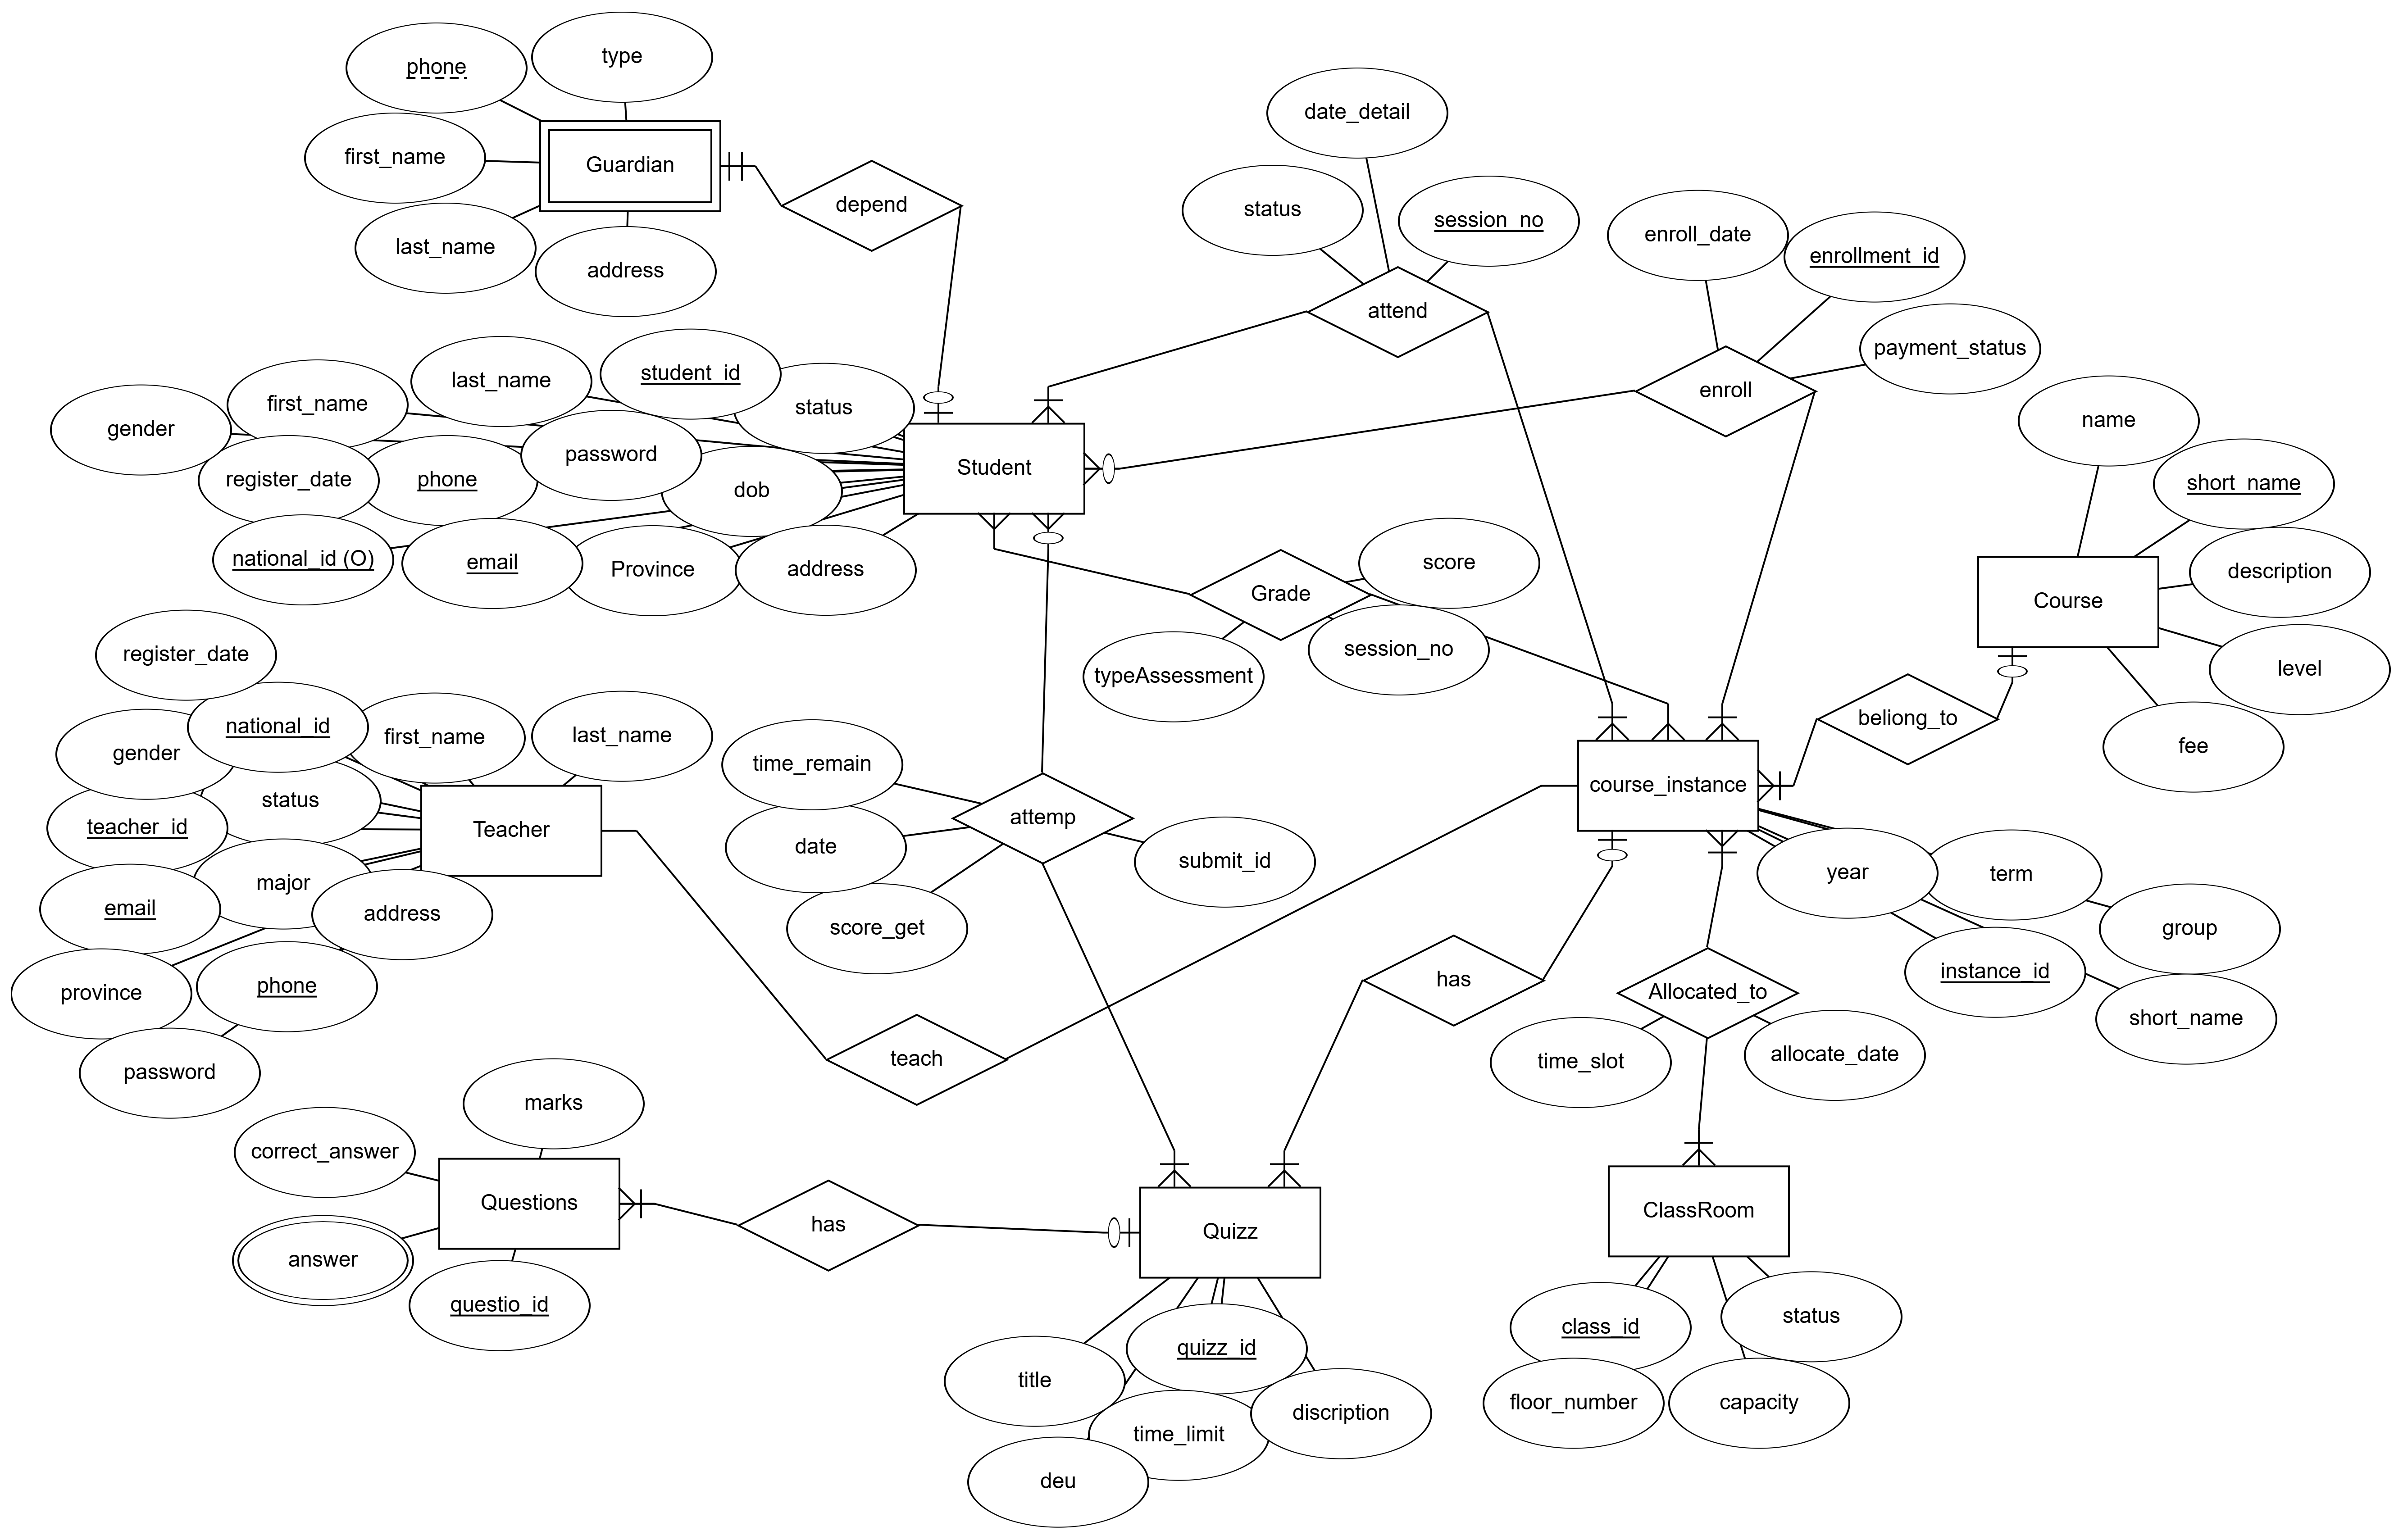 phone
type
first_name
Guardian
last_name
address
depend
date_detail
status
session_no
attend
enroll_date
enrollment_id
payment_status
enroll
gender
first_name
last_name
student_id
status
register_date
phone
password
dob
national_id (O)
email
Province
address
Student
name
short_name
description
Course
level
fee
beliong_to
score
Grade
session_no
typeAssessment
register_date
national_id
first_name
last_name
gender
status
teacher_id
Teacher
major
email
address
province
phone
password
time_remain
attemp
date
submit_id
score_get
course_instance
year
term
group
instance_id
short_name
has
Allocated_to
time_slot
allocate_date
teach
marks
correct_answer
Questions
answer
questio_id
has
Quizz
ClassRoom
title
quizz_id
discription
time_limit
deu
class_id
status
floor_number
capacity